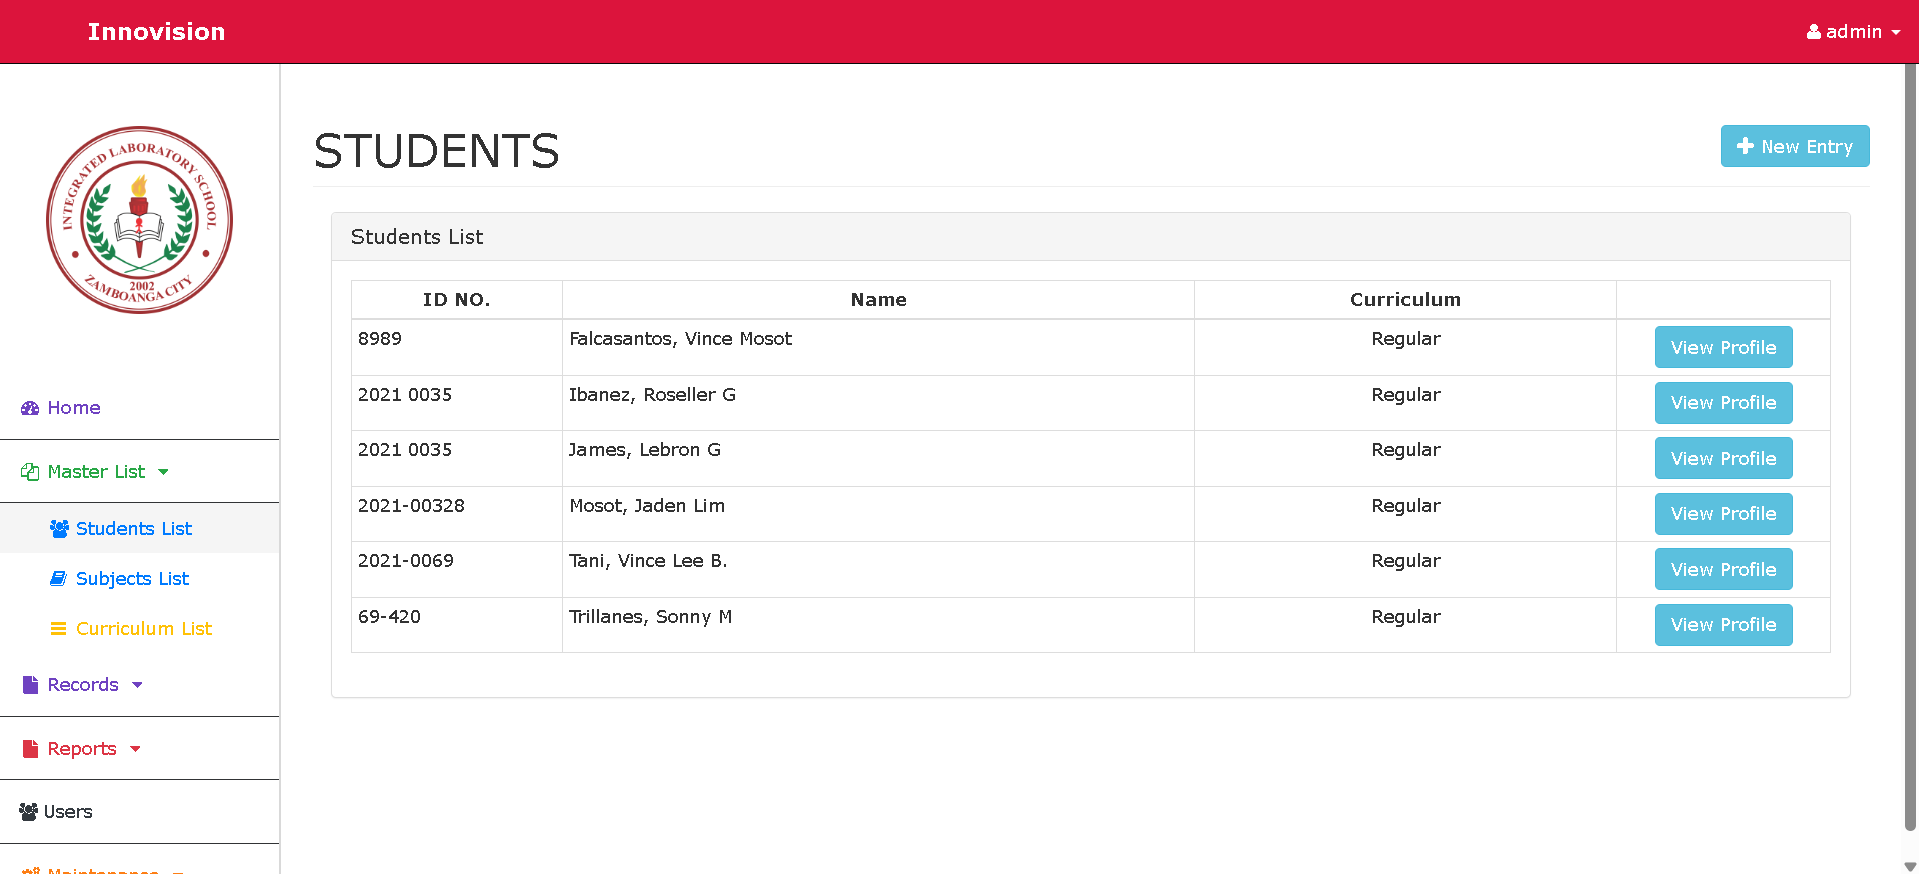 Innovision
admin
INTEGRATED LABORATORY SCHOOL
2002
ZAMBOANGA CITY
Home
Master List
Students List
Subjects List
Curriculum List
Records
Reports
Users
Maintenance
STUDENTS
New Entry
Students List
ID NO. Name Curriculum
8989 Falcasantos, Vince Mosot Regular View Profile
2021 0035 Ibanez, Roseller G Regular View Profile
2021 0035 James, Lebron G Regular View Profile
2021-00328 Mosot, Jaden Lim Regular View Profile
2021-0069 Tani, Vince Lee B. Regular View Profile
69-420 Trillanes, Sonny M Regular View Profile